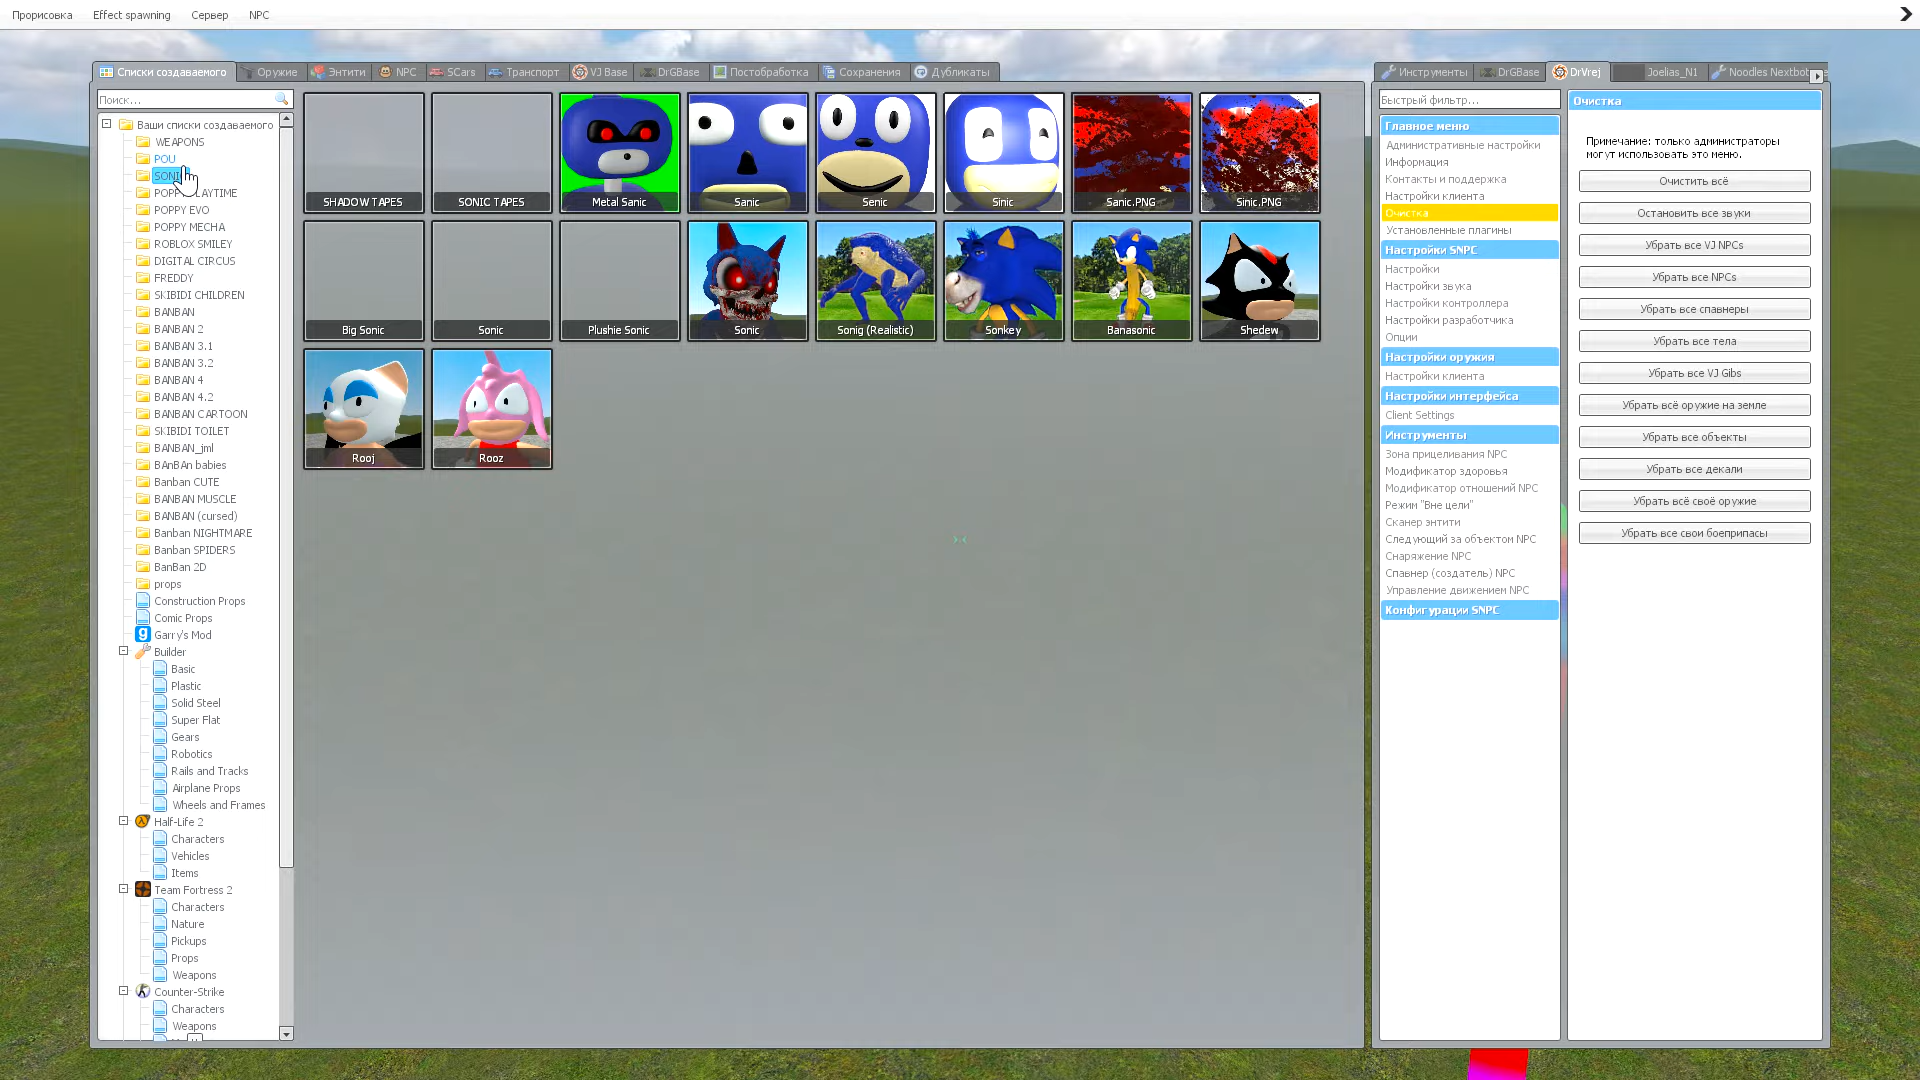 Прорисовка Effect spawning Сервер NPC
Списки создаваемого Оружие Энтити NPC SCars Транспорт VJ Base DrGBase Постобработка Сохранения Дубликаты
Поиск...
Ваши списки создаваемого
WEAPONS
POU
POPPY EVO
POPPY MECHA
ROBLOX SMILEY
DIGITAL CIRCUS
FREDDY
SKIBIDI CHILDREN
BANBAN
BANBAN 2
BANBAN 3.1
BANBAN 3.2
BANBAN 4
BANBAN 4.2
BANBAN CARTOON
SKIBIDI TOILET
BANBAN_jml
BAnBAn babies
Banban CUTE
BANBAN MUSCLE
BANBAN (cursed)
Banban NIGHTMARE
Banban SPIDERS
BanBan 2D
props
Construction Props
Comic Props
Garry's Mod
Builder
Basic
Plastic
Solid Steel
Super Flat
Gears
Robotics
Rails and Tracks
Airplane Props
Wheels and Frames
Half-Life 2
Characters
Vehicles
Items
Team Fortress 2
Characters
Nature
Pickups
Props
Weapons
Counter-Strike
Characters
Weapons
SHADOW TAPES SONIC TAPES Metal Sanic Sanic Senic Sinic Sanic.PNG Sinic.PNG
Big Sonic Sonic Plushie Sonic Sonic Sonig (Realistic) Sonkey Banasonic Shedew
Rooj Rooz
Инструменты DrGBase DrVrej Joelias_N1 Noodles Nextbot
Быстрый фильтр...
Главное меню
Административные настройки
Информация
Контакты и поддержка
Настройки клиента
Очистка
Установленные плагины
Настройки SNPC
Настройки
Настройки звука
Настройки контроллера
Настройки разработчика
Опции
Настройки оружия
Настройки клиента
Настройки интерфейса
Client Settings
Инструменты
Зона прицеливания NPC
Модификатор здоровья
Модификатор отношений NPC
Режим "Вне цели"
Сканер энтити
Следующий за объектом NPC
Снаряжение NPC
Спавнер (создатель) NPC
Управление движением NPC
Конфигурации SNPC
Очистка
Примечание: только администраторы
могут использовать это меню.
Очистить всё
Остановить все звуки
Убрать все VJ NPCs
Убрать все NPCs
Убрать все спавнеры
Убрать все тела
Убрать все VJ Gibs
Убрать всё оружие на земле
Убрать все объекты
Убрать все декали
Убрать всё своё оружие
Убрать все свои боеприпасы